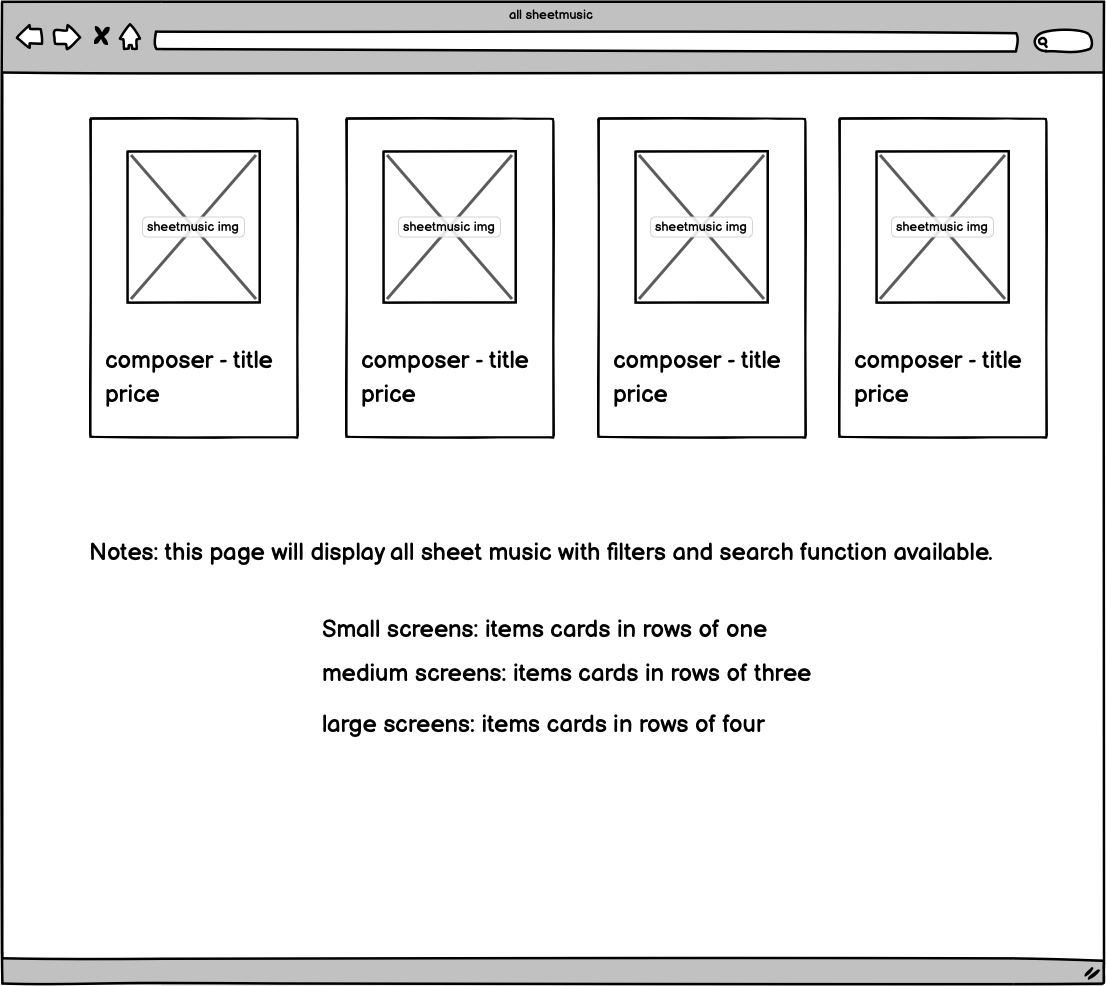 all sheetmusic
sheetmusic img
sheetmusic img
sheetmusic img
sheetmusic img
composer - title
price
composer - title
price
composer - title
price
composer - title
price
Notes: this page will display all sheet music with filters and search function available.
Small screens: items cards in rows of one
medium screens: items cards in rows of three
large screens: items cards in rows of four